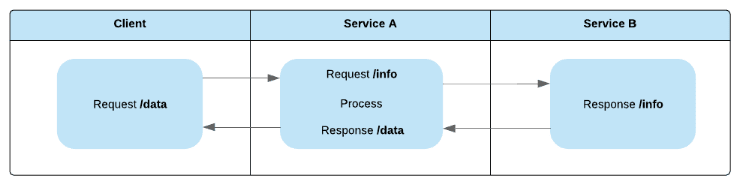 Client
Service A
Service B
Request /data
Request /info
Process
Response /data
Response /info